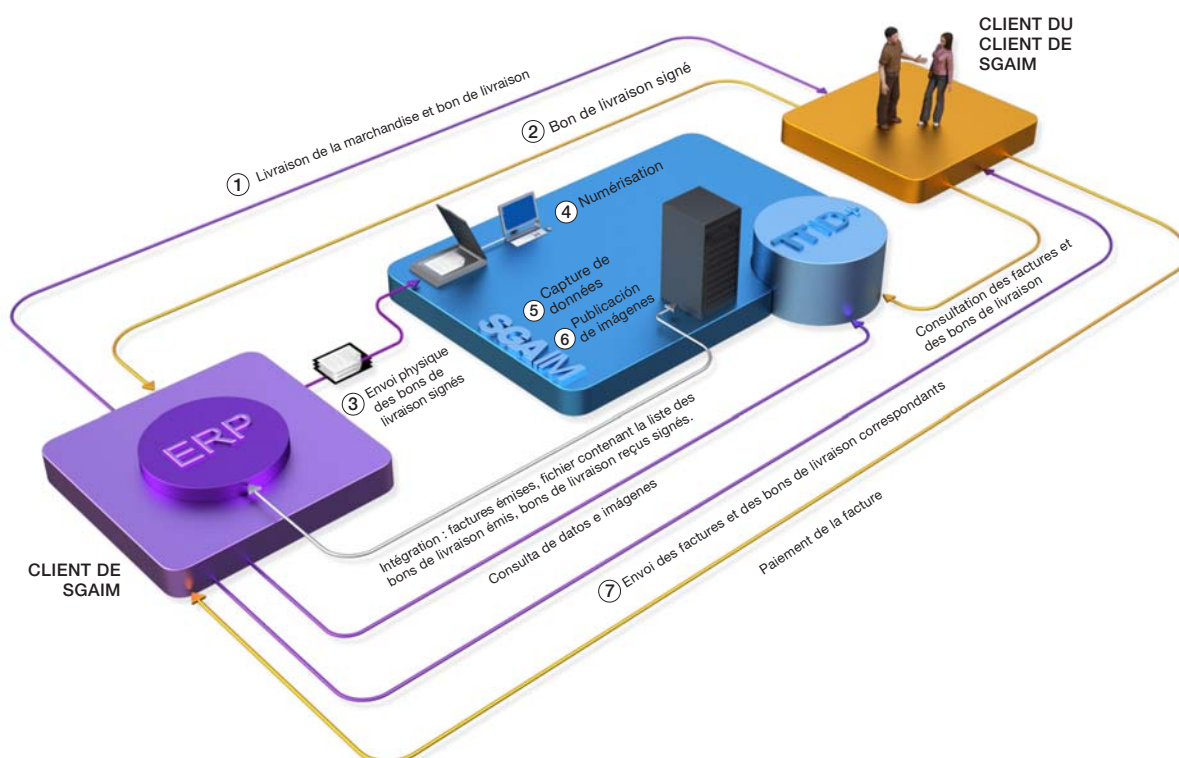 CLIENT DU
CLIENT DE
SGAIM
① Livraison de la marchandise et bon de livraison
② Bon de livraison signé
④ Numérisation
⑤ Capture de
données
⑥ Publicación
de imágenes
SGAIM
③ Envoi physique
des bons de
livraison signés
ERP
CLIENT DE
SGAIM
Consultation des factures et
des bons de livraison
Intégration : factures émises, fichier contenant la liste des
bons de livraison émis, bons de livraison reçus signés.
Consulta de datos e imágenes
⑦ Envoi des factures et des bons de livraison correspondants
Paiement de la facture